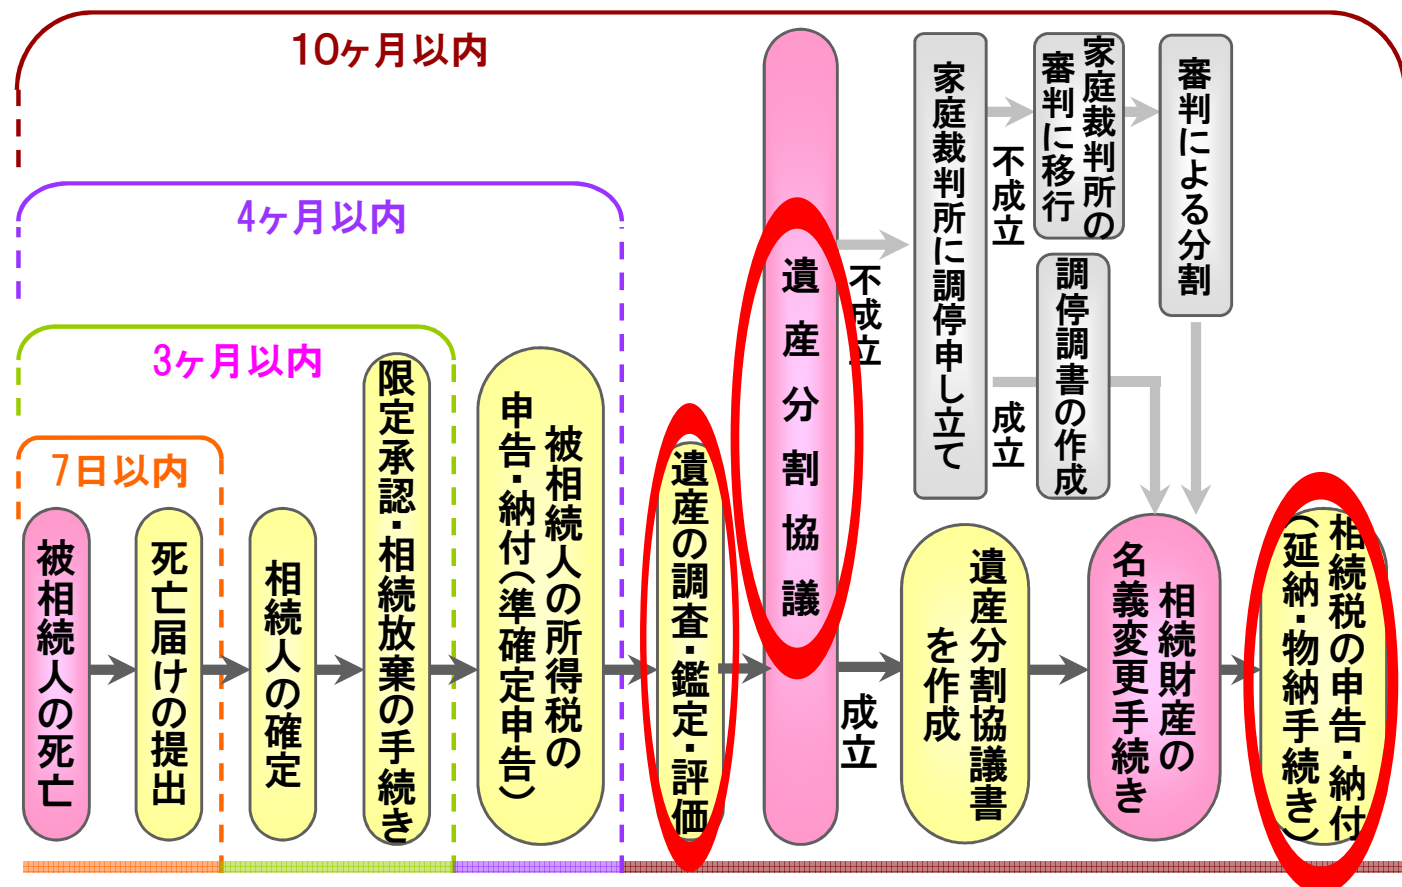 10ヶ月以内
4ヶ月以内
3ヶ月以内
7日以内
被相続人の死亡
死亡届けの提出
相続人の確定
限定承認・相続放棄の手続き
被相続人の所得税の
申告・納付(準確定申告)
遺産の調査・鑑定・評価
遺産分割協議
不成立
家庭裁判所に調停申し立て
不成立
家庭裁判所の
審判に移行
審判による分割
成立
調停調書の作成
成立
遺産分割協議書
を作成
相続財産の
名義変更手続き
相続税の申告・納付
(延納・物納手続き)